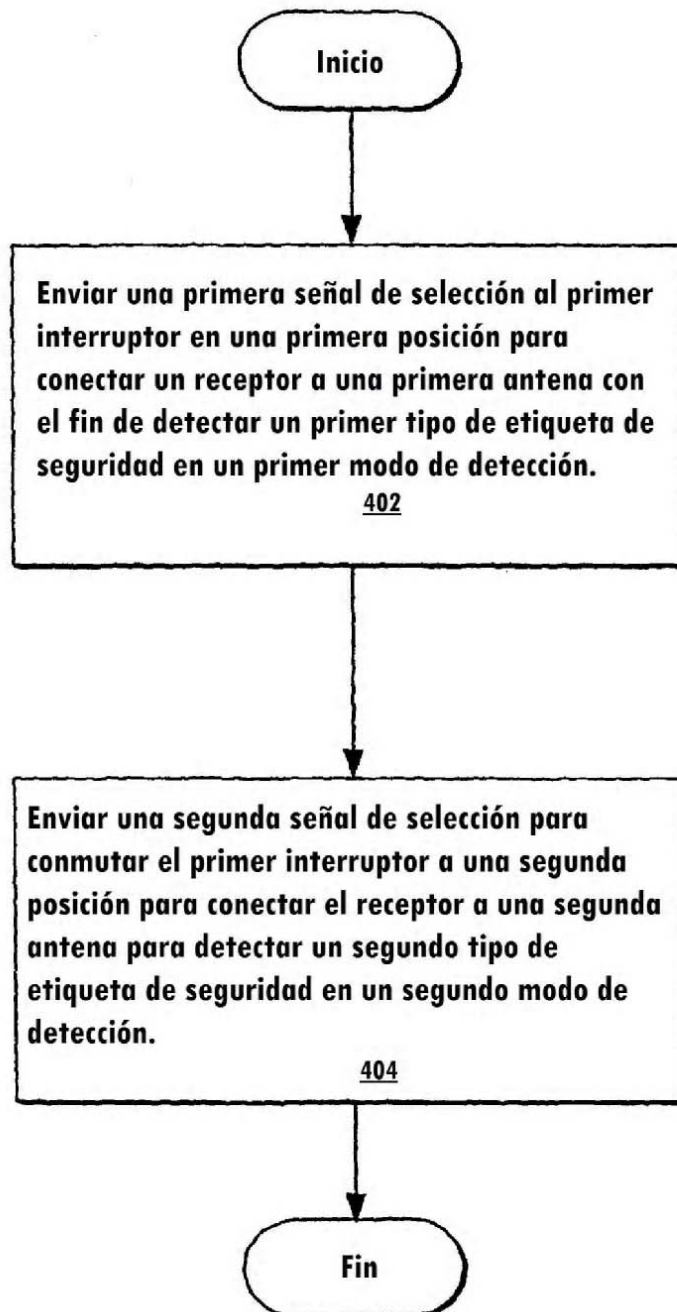 Inicio
Enviar una primera señal de selección al primer
interruptor en una primera posición para
conectar un receptor a una primera antena con
el fin de detectar un primer tipo de etiqueta de
seguridad en un primer modo de detección.
402
Enviar una segunda señal de selección para
conmutar el primer interruptor a una segunda
posición para conectar el receptor a una segunda
antena para detectar un segundo tipo de
etiqueta de seguridad en un segundo modo de
detección.
404
Fin